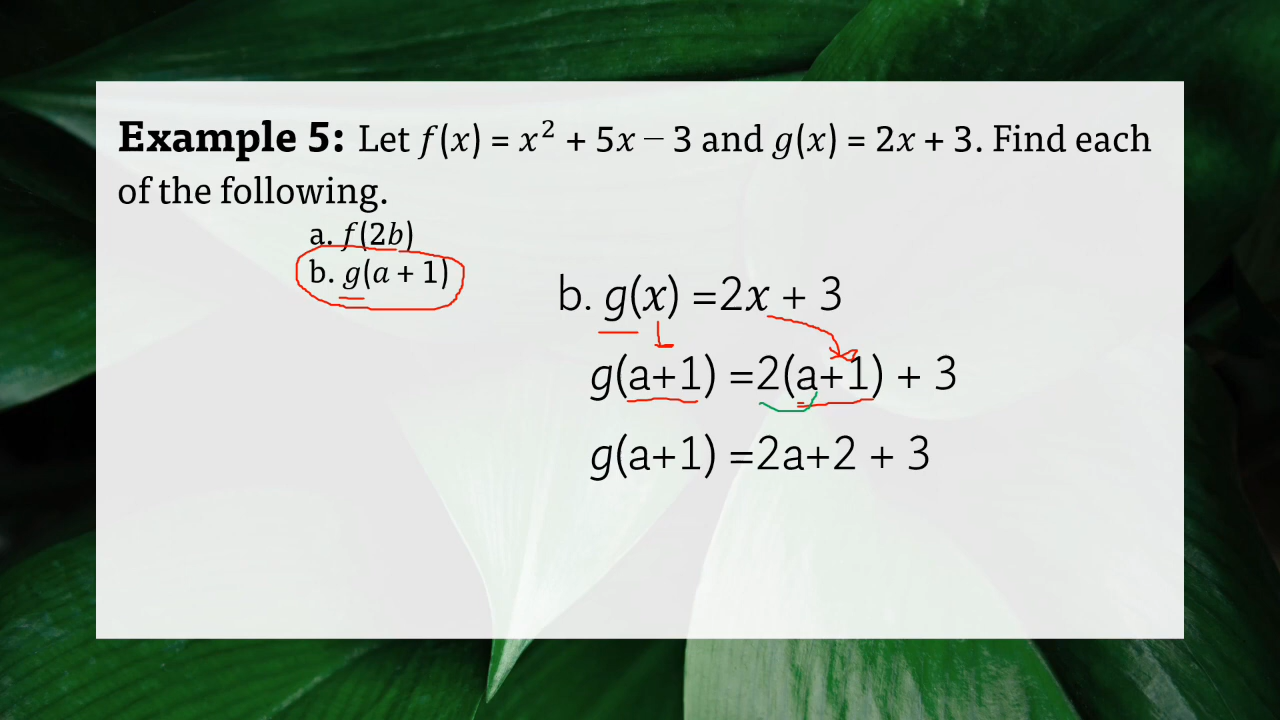 Example 5: Let f(x) = x² + 5x – 3 and g(x) = 2x + 3. Find each
of the following.
a. f(2b)
b. g(a + 1)
b. g(x) =2x + 3
g(a+1) =2(a+1) + 3
g(a+1) =2a+2 + 3